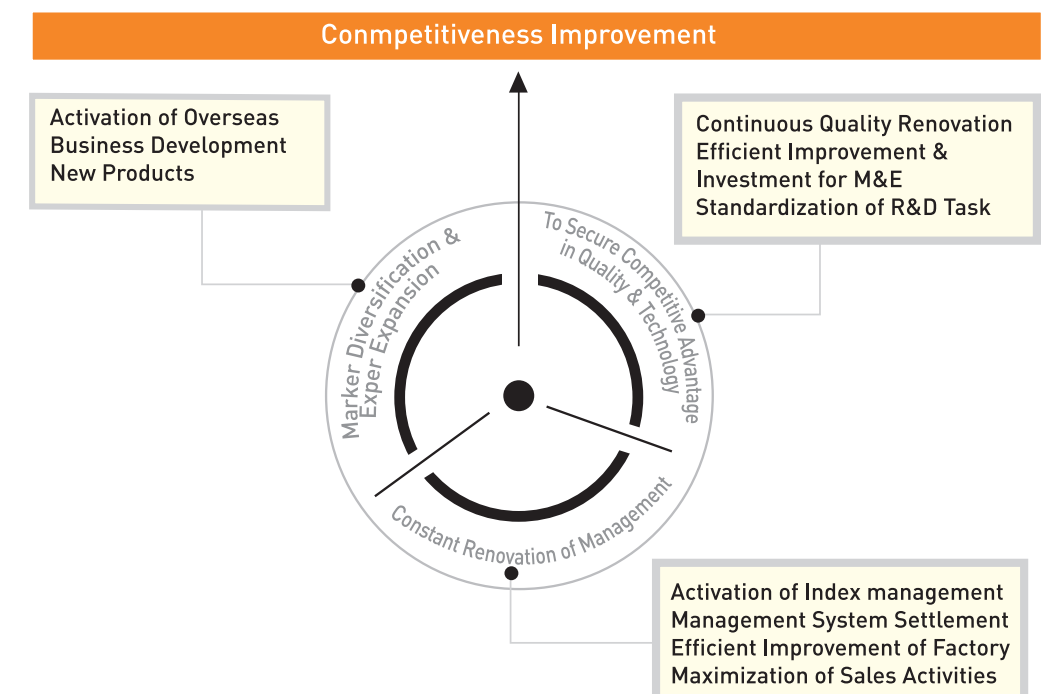 Conmpetitiveness Improvement
Activation of Overseas
Business Development
New Products
Continuous Quality Renovation
Efficient Improvement &
Investment for M&E
Standardization of R&D Task
Marker Diversification &
Exper Expansion
To Secure Competitive Advantage
in Quality & Technology
Constant Renovation of Management
Activation of Index management
Management System Settlement
Efficient Improvement of Factory
Maximization of Sales Activities